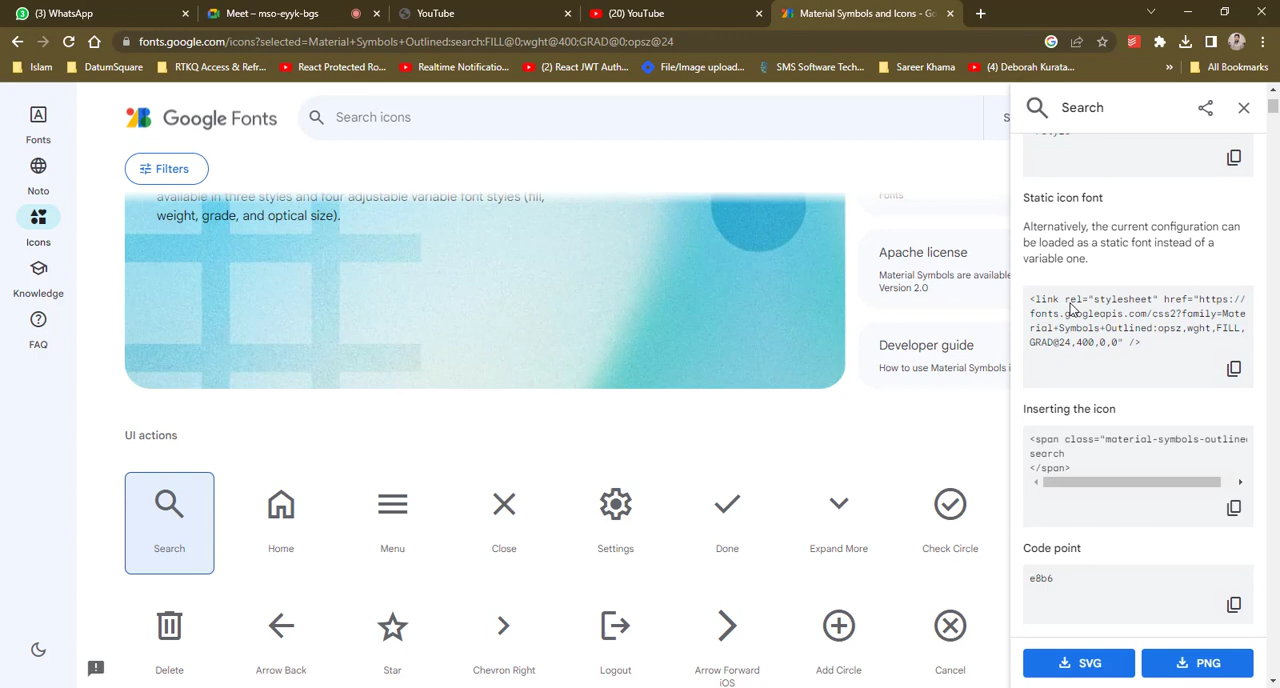 (3) WhatsApp
Meet – mso-eyyk-bgs
YouTube
(20) YouTube
Material Symbols and Icons - Go
fonts.google.com/icons?selected=Material+Symbols+Outlined:search:FILL@0;wght@400;GRAD@0;opsz@24
Islam
DatumSquare
RTKQ Access & Refr...
React Protected Ro...
Realtime Notificatio...
(2) React JWT Auth...
File/Image upload...
SMS Software Tech...
Sareer Khama
(4) Deborah Kurata...
»
All Bookmarks
Fonts
Noto
Icons
Knowledge
FAQ
Google Fonts
Search icons
S
Filters
available in three styles and four adjustable variable font styles (fill,
weight, grade, and optical size).
Fonts
Apache license
Material Symbols are available
Version 2.0
Developer guide
How to use Material Symbols i
UI actions
Search
Home
Menu
Close
Settings
Done
Expand More
Check Circle
Delete
Arrow Back
Star
Chevron Right
Logout
Arrow Forward
iOS
Add Circle
Cancel
Search
Static icon font
Alternatively, the current configuration can
be loaded as a static font instead of a
variable one.
<link rel="stylesheet" href="https://
fonts.googleapis.com/css2?family=Mate
rial+Symbols+Outlined:opsz,wght,FILL,
GRAD@24,400,0,0" />
Inserting the icon
<span class="material-symbols-outline
search
</span>
Code point
e8b6
SVG
PNG